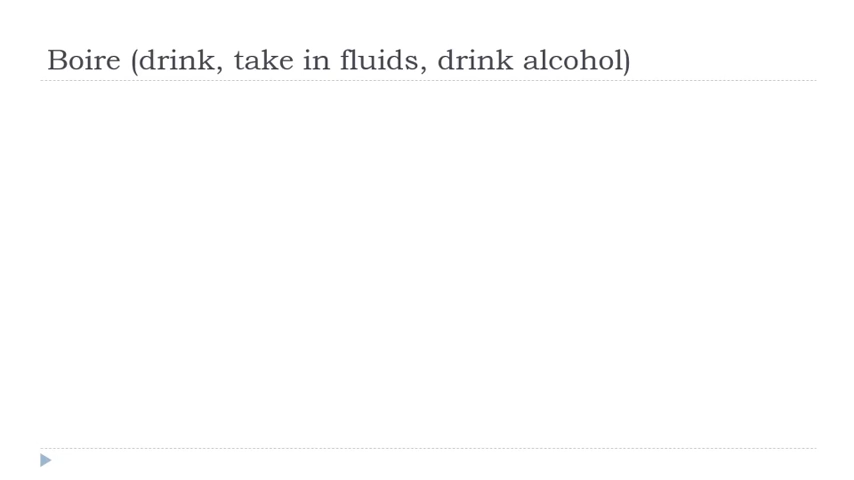 Boire (drink, take in fluids, drink alcohol)